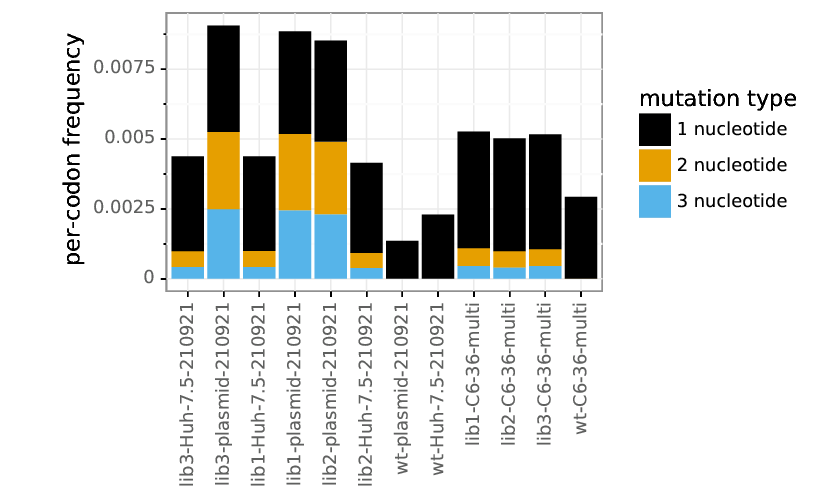 per-codon frequency
0.0075
0.005
0.0025
0
lib3-Huh-7.5-210921
lib3-plasmid-210921
lib1-Huh-7.5-210921
lib1-plasmid-210921
lib2-plasmid-210921
lib2-Huh-7.5-210921
wt-plasmid-210921
wt-Huh-7.5-210921
lib1-C6-36-multi
lib2-C6-36-multi
lib3-C6-36-multi
wt-C6-36-multi
mutation type
1 nucleotide
2 nucleotide
3 nucleotide